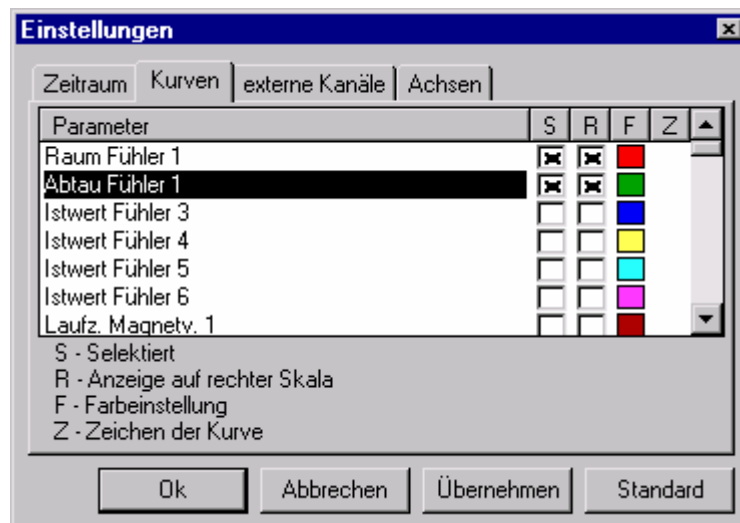 Einstellungen
Zeitraum Kurven externe Kanäle Achsen
Parameter S R F Z
Raum Fühler 1
Abtau Fühler 1
Istwert Fühler 3
Istwert Fühler 4
Istwert Fühler 5
Istwert Fühler 6
Laufz. Magnetv. 1
S - Selektiert
R - Anzeige auf rechter Skala
F - Farbeinstellung
Z - Zeichen der Kurve
Ok Abbrechen Übernehmen Standard